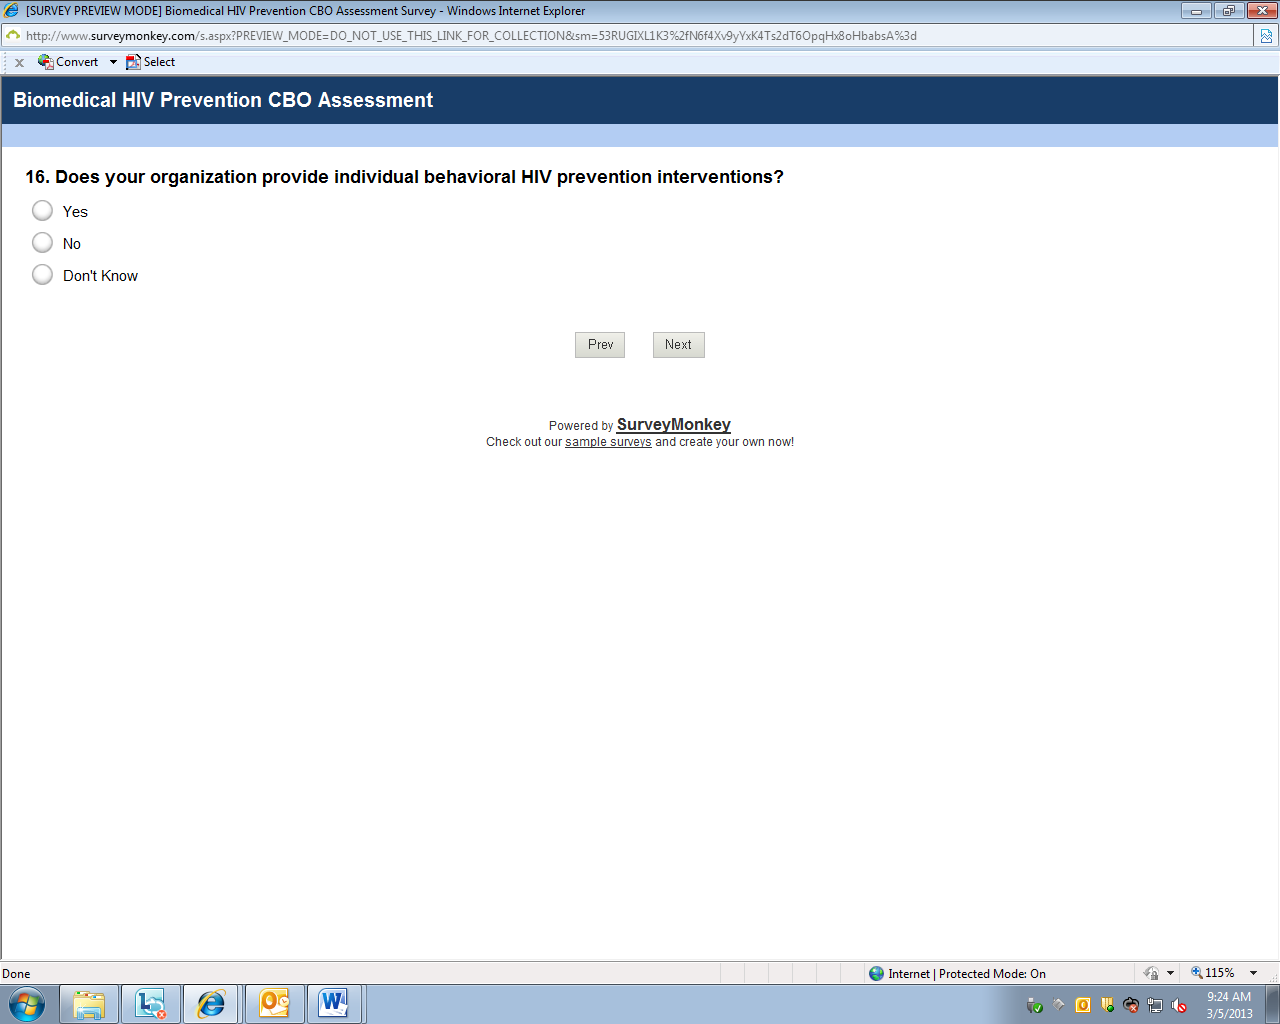 [SURVEY PREVIEW MODE] Biomedical HIV Prevention CBO Assessment Survey - Windows Internet Explorer
http://www.surveymonkey.com/s.aspx?PREVIEW_MODE=DO_NOT_USE_THIS_LINK_FOR_COLLECTION&sm=53RUGIXL1K3%2fN6f4Xv9yYxK4Ts2dT6OpqHx8oHbabsA%3d
x Convert Select
Biomedical HIV Prevention CBO Assessment
16. Does your organization provide individual behavioral HIV prevention interventions?
Yes
No
Don't Know
Prev Next
Powered by SurveyMonkey
Check out our sample surveys and create your own now!
Done Internet | Protected Mode: On 115%
9:24 AM
3/5/2013